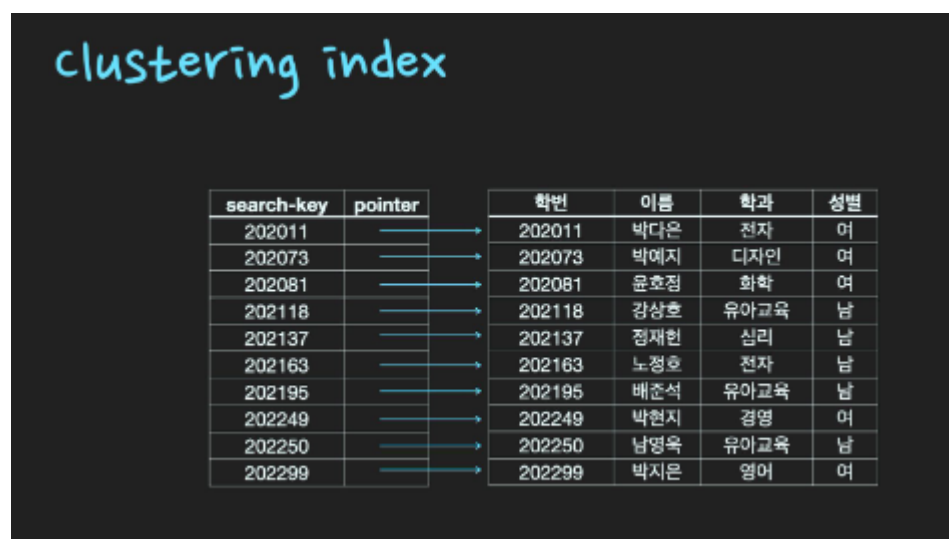 clustering index
search-key pointer 학번 이름 학과 성별
202011 202011 박다은 전자 여
202073 202073 박예지 디자인 여
202081 202081 윤호정 화학 여
202118 202118 강상호 유아교육 남
202137 202137 정재헌 심리 남
202163 202163 노정호 전자 남
202195 202195 배준석 유아교육 남
202249 202249 박현지 경영 여
202250 202250 남영욱 유아교육 남
202299 202299 박지은 영어 여